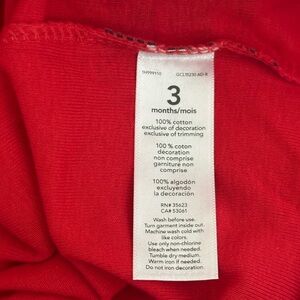 1H999110 GCL15230 AD-R
3
months/mois
100% cotton
exclusive of decoration
exclusive of trimming
100 % coton
décoration
non comprise
garniture non
comprise
100% algodón
excluyendo
la decoración
RN# 35623
CA# 53061
Wash before use.
Turn garment inside out.
Machine wash cold with
like colors.
Use only non-chlorine
bleach when needed.
Tumble dry medium.
Warm iron if needed.
Do not iron decoration.